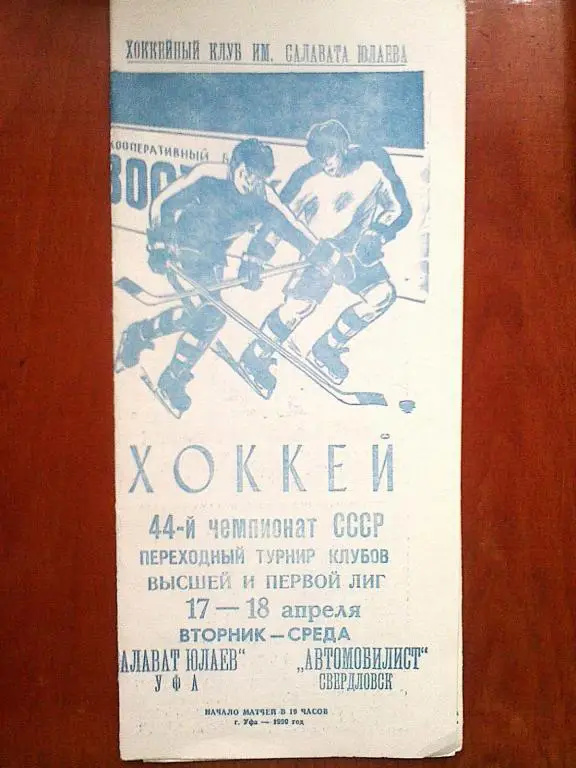 ХОККЕЙНЫЙ КЛУБ ИМ. САЛАВАТА ЮЛАЕВА
КООПЕРАТИВНЫЙ
ХОККЕЙ
44-й чемпионат СССР
ПЕРЕХОДНЫЙ ТУРНИР КЛУБОВ
ВЫСШЕЙ И ПЕРВОЙ ЛИГ
17 — 18 апреля
ВТОРНИК — СРЕДА
АЛАВАТ ЮЛАЕВ" „АВТОМОБИЛИСТ"
УФА СВЕРДЛОВСК
НАЧАЛО МАТЧЕЙ В 19 ЧАСОВ
г. Уфа — 1990 год